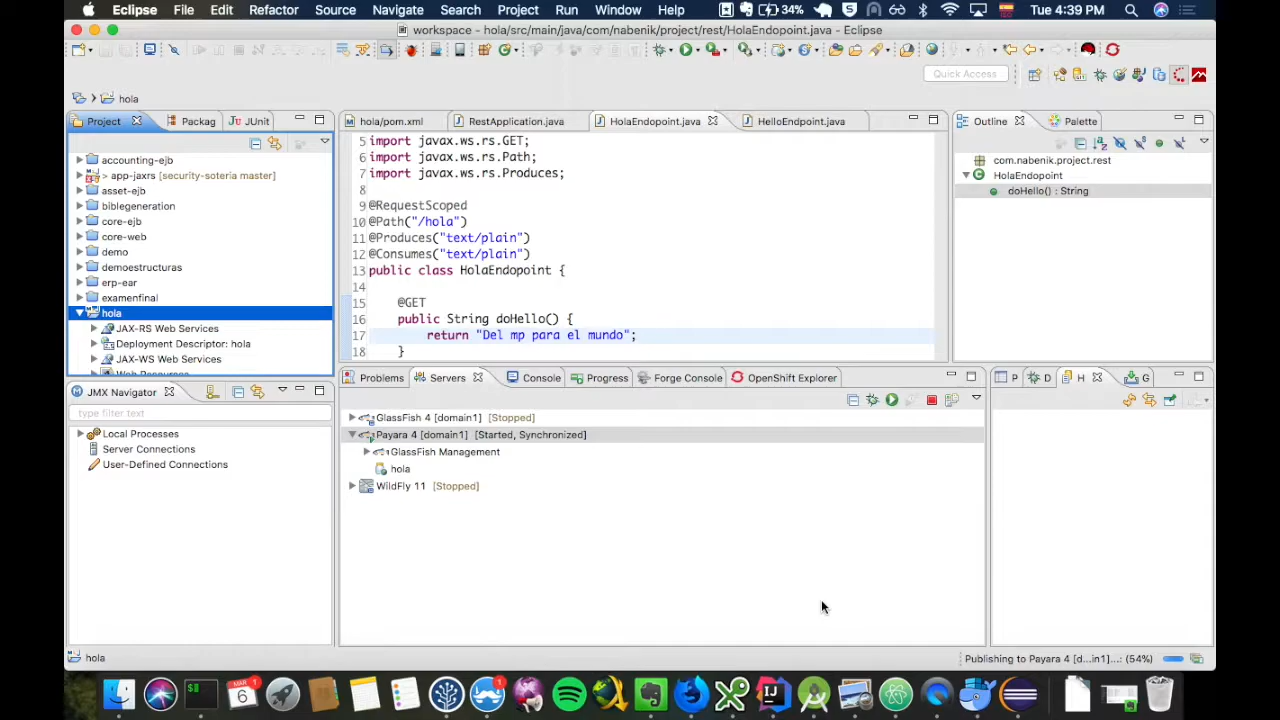 Eclipse File Edit Refactor Source Navigate Search Project Run Window Help 34% Tue 4:39 PM
workspace - hola/src/main/java/com/nabenik/project/rest/HolaEndopoint.java - Eclipse
Quick Access
hola
Project Packag JUnit
accounting-ejb
> app-jaxrs [security-soteria master]
asset-ejb
biblegeneration
core-ejb
core-web
demo
demoestructuras
erp-ear
examenfinal
hola
JAX-RS Web Services
Deployment Descriptor: hola
JAX-WS Web Services
hola/pom.xml RestApplication.java HolaEndopoint.java HelloEndpoint.java
5 import javax.ws.rs.GET;
6 import javax.ws.rs.Path;
7 import javax.ws.rs.Produces;
8
9 @RequestScoped
10 @Path("/hola")
11 @Produces("text/plain")
12 @Consumes("text/plain")
13 public class HolaEndopoint {
14
15 @GET
16 public String doHello() {
17 return "Del mp para el mundo";
18 }
Outline Palette
com.nabenik.project.rest
HolaEndopoint
doHello() : String
JMX Navigator
type filter text
Local Processes
Server Connections
User-Defined Connections
Problems Servers Console Progress Forge Console OpenShift Explorer
GlassFish 4 [domain1] [Stopped]
Payara 4 [domain1] [Started, Synchronized]
GlassFish Management
hola
WildFly 11 [Stopped]
P D H G
hola
Publishing to Payara 4 [d...in1]...: (54%)
MAR
6
1
1